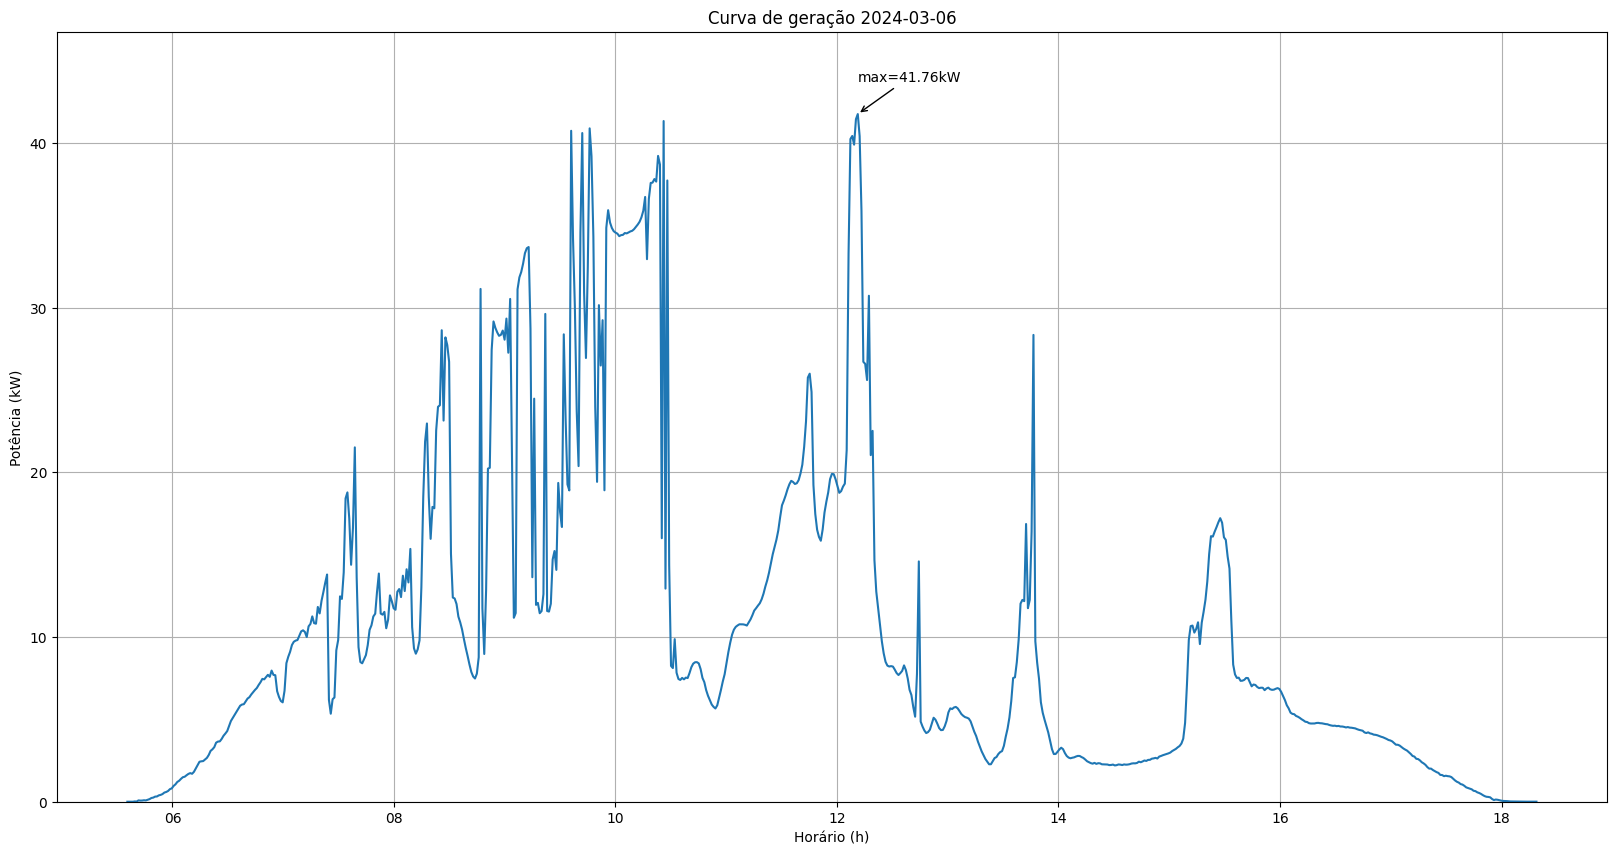 Curva de geração 2024-03-06
max=41.76kW
Potência (kW)
40
30
20
10
0
06 08 10 12 14 16 18
Horário (h)